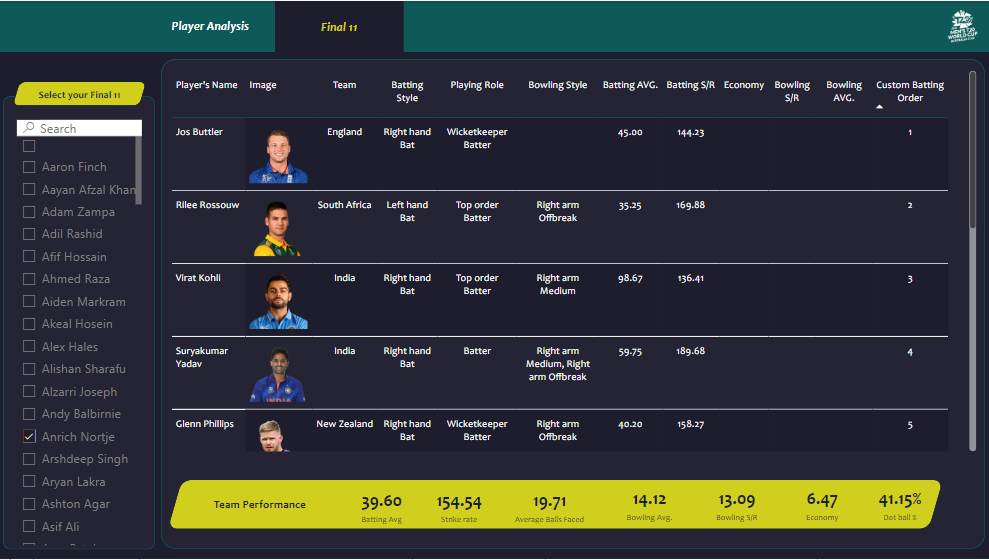 Player Analysis
Final 11
T20
MEN'S T20
WORLD CUP
Select your Final 11
Search
Aaron Finch
Aayan Afzal Khan
Adam Zampa
Adil Rashid
Afif Hossain
Ahmed Raza
Aiden Markram
Akeal Hosein
Alex Hales
Alishan Sharafu
Alzarri Joseph
Andy Balbirnie
Anrich Nortje
Arshdeep Singh
Aryan Lakra
Ashton Agar
Asif Ali
Player's Name Image Team Batting Style Playing Role Bowling Style Batting AVG. Batting S/R Economy Bowling S/R Bowling AVG. Custom Batting Order
Jos Buttler England Right hand Bat Wicketkeeper Batter 45.00 144.23 1
Rilee Rossouw South Africa Left hand Bat Top order Batter Right arm Offbreak 35.25 169.88 2
Virat Kohli India Right hand Bat Top order Batter Right arm Medium 98.67 136.41 3
Suryakumar Yadav India Right hand Bat Batter Right arm Medium, Right arm Offbreak 59.75 189.68 4
INDIA
Glenn Phillips New Zealand Right hand Bat Wicketkeeper Batter Right arm Offbreak 40.20 158.27 5
Team Performance
39.60 154.54 19.71 14.12 13.09 6.47 41.15%
Batting Avg Strike rate Average Balls Faced Bowling Avg. Bowling S/R Economy Dot ball %